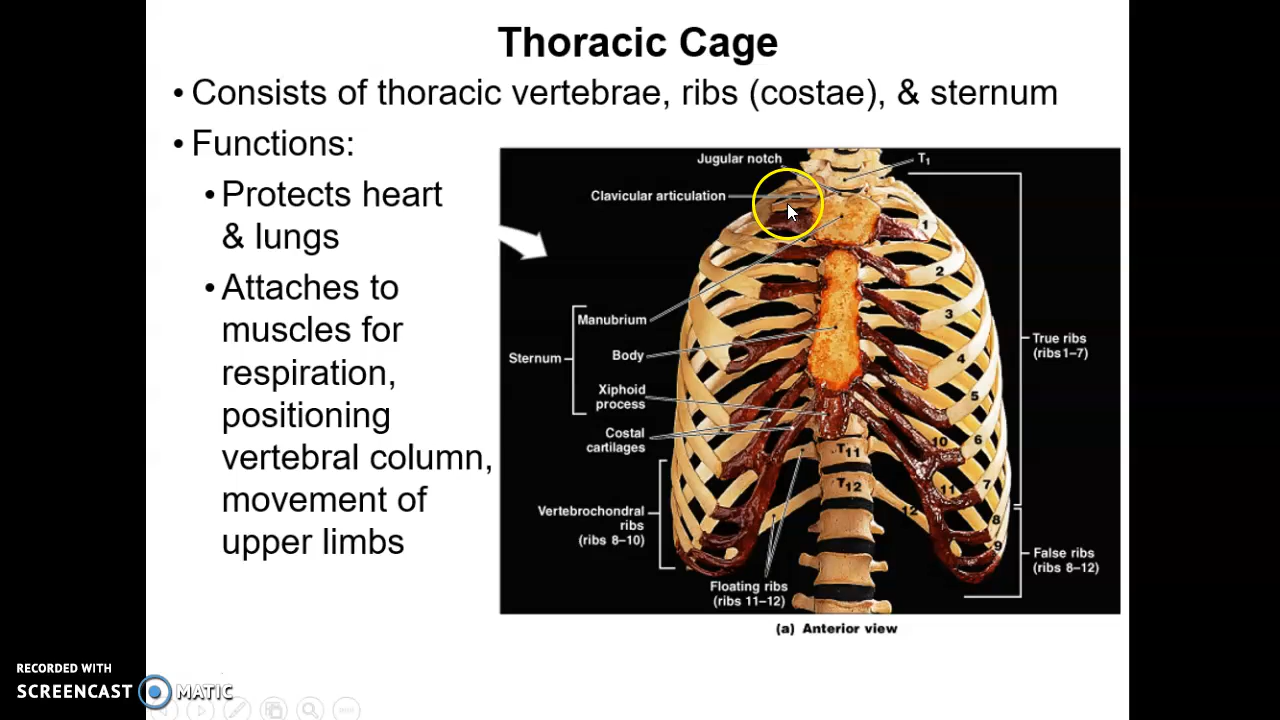 Thoracic Cage
• Consists of thoracic vertebrae, ribs (costae), & sternum
• Functions:
• Protects heart
& lungs
• Attaches to
muscles for
respiration,
positioning
vertebral column,
movement of
upper limbs
Jugular notch
T1
Clavicular articulation
1
2
3
4
5
6
7
8
9
10
11
12
Manubrium
Sternum
Body
Xiphoid
process
Costal
cartilages
True ribs
(ribs 1–7)
T11
T12
Vertebrochondral
ribs
(ribs 8–10)
False ribs
(ribs 8–12)
Floating ribs
(ribs 11–12)
(a) Anterior view
RECORDED WITH
SCREENCAST MATIC